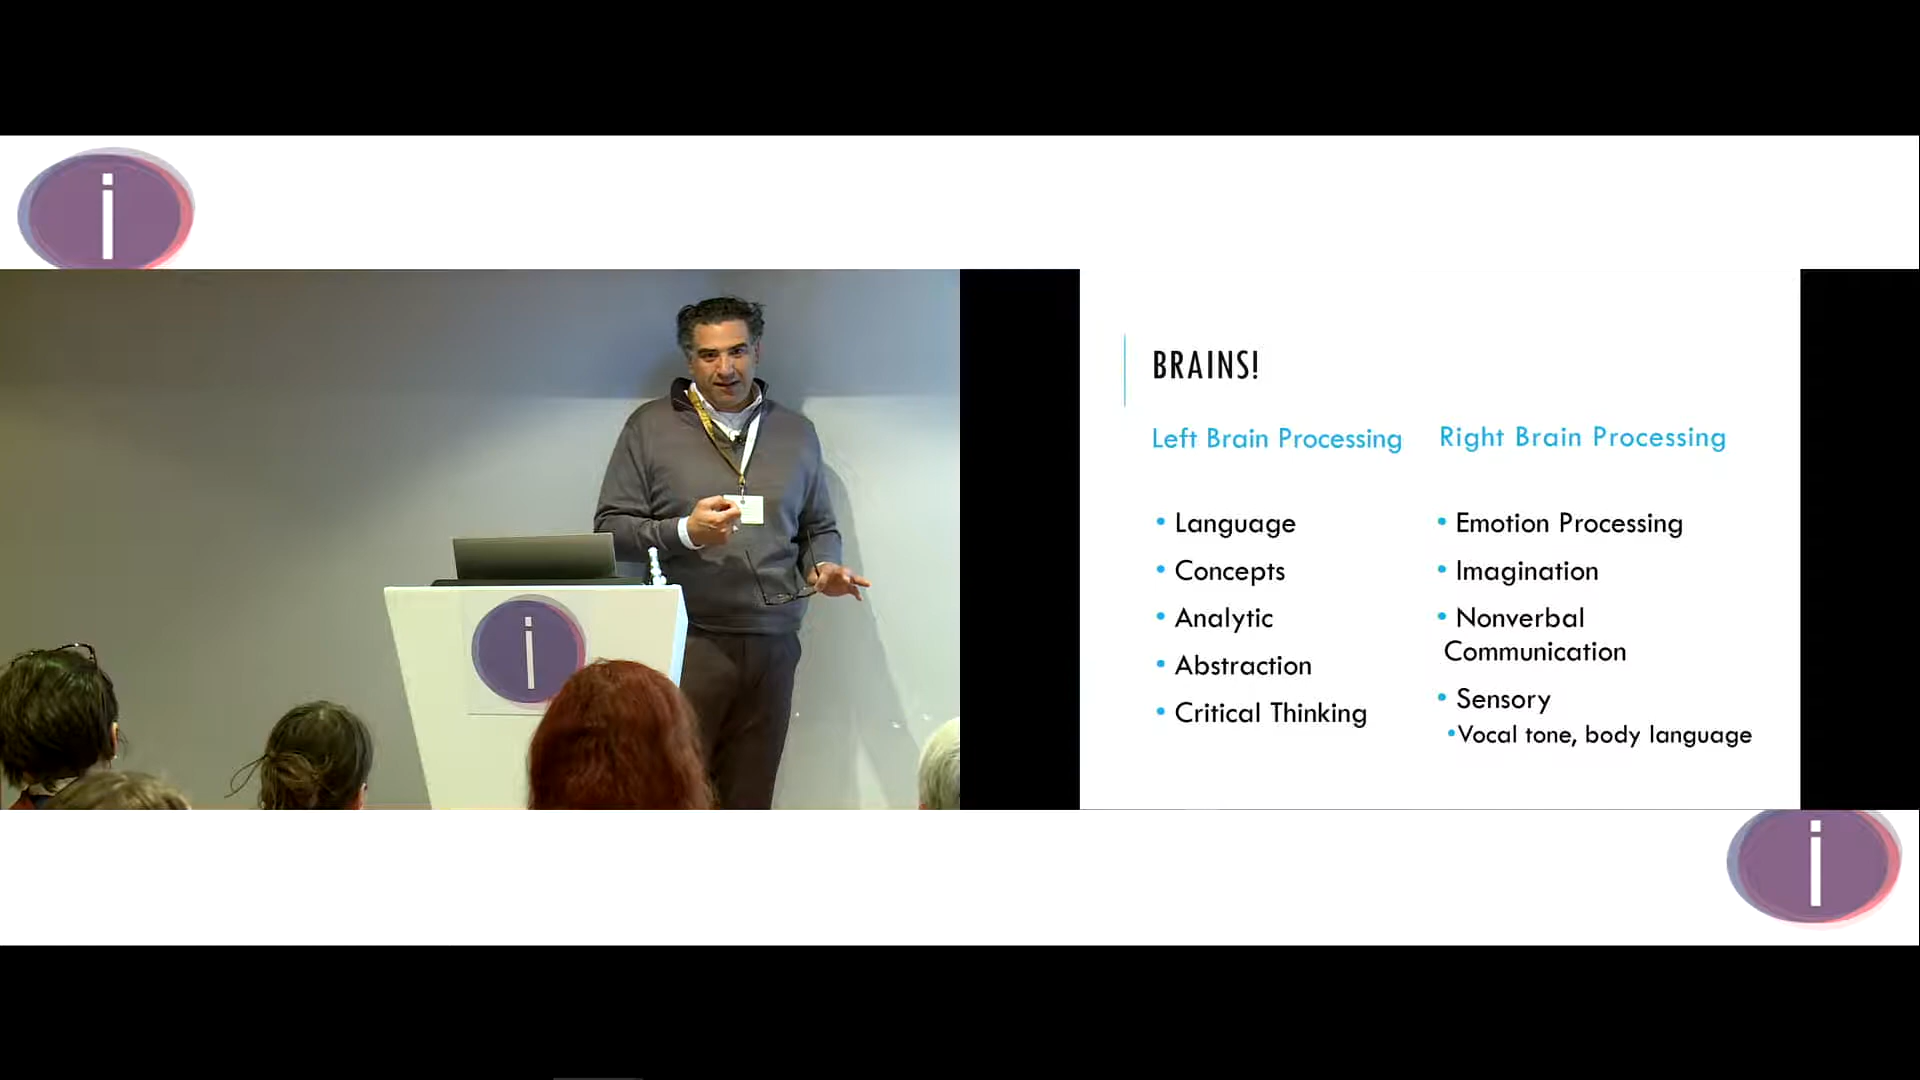 i
BRAINS!
Left Brain Processing
Right Brain Processing
• Language
• Concepts
• Analytic
• Abstraction
• Critical Thinking
• Emotion Processing
• Imagination
• Nonverbal
Communication
• Sensory
• Vocal tone, body language
i
i